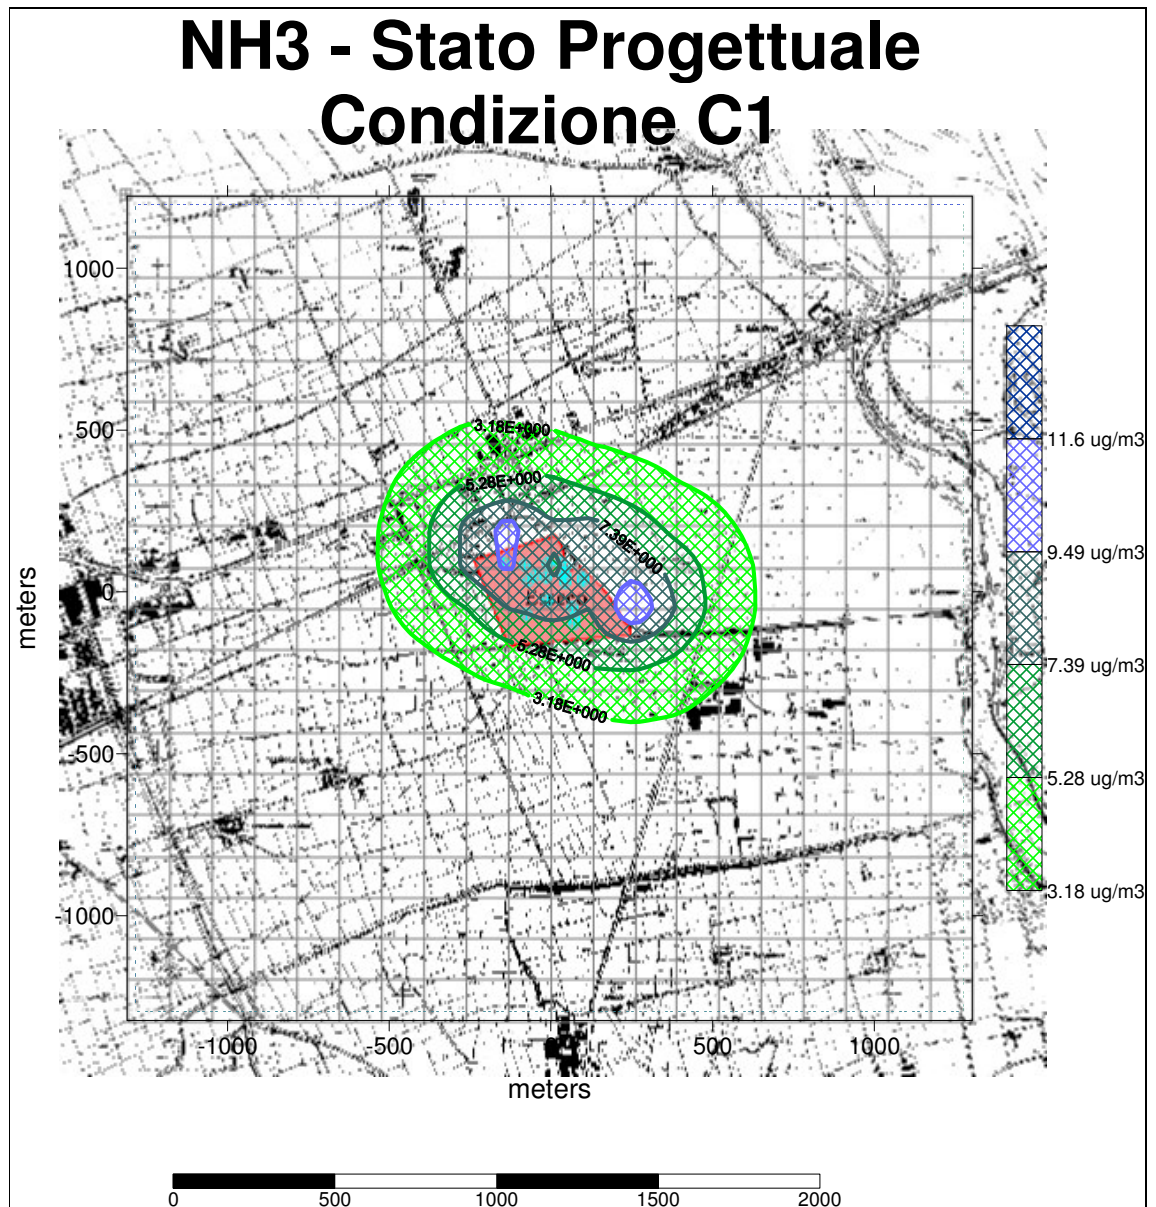 NH3 - Stato Progettuale
Condizione C1
1000
500
0
-500
-1000
meters
-1000
-500
0
500
1000
meters
3.18E+000
5.28E+000
7.39E+000
5.28E+000
3.18E+000
11.6 ug/m3
9.49 ug/m3
7.39 ug/m3
5.28 ug/m3
3.18 ug/m3
0
500
1000
1500
2000